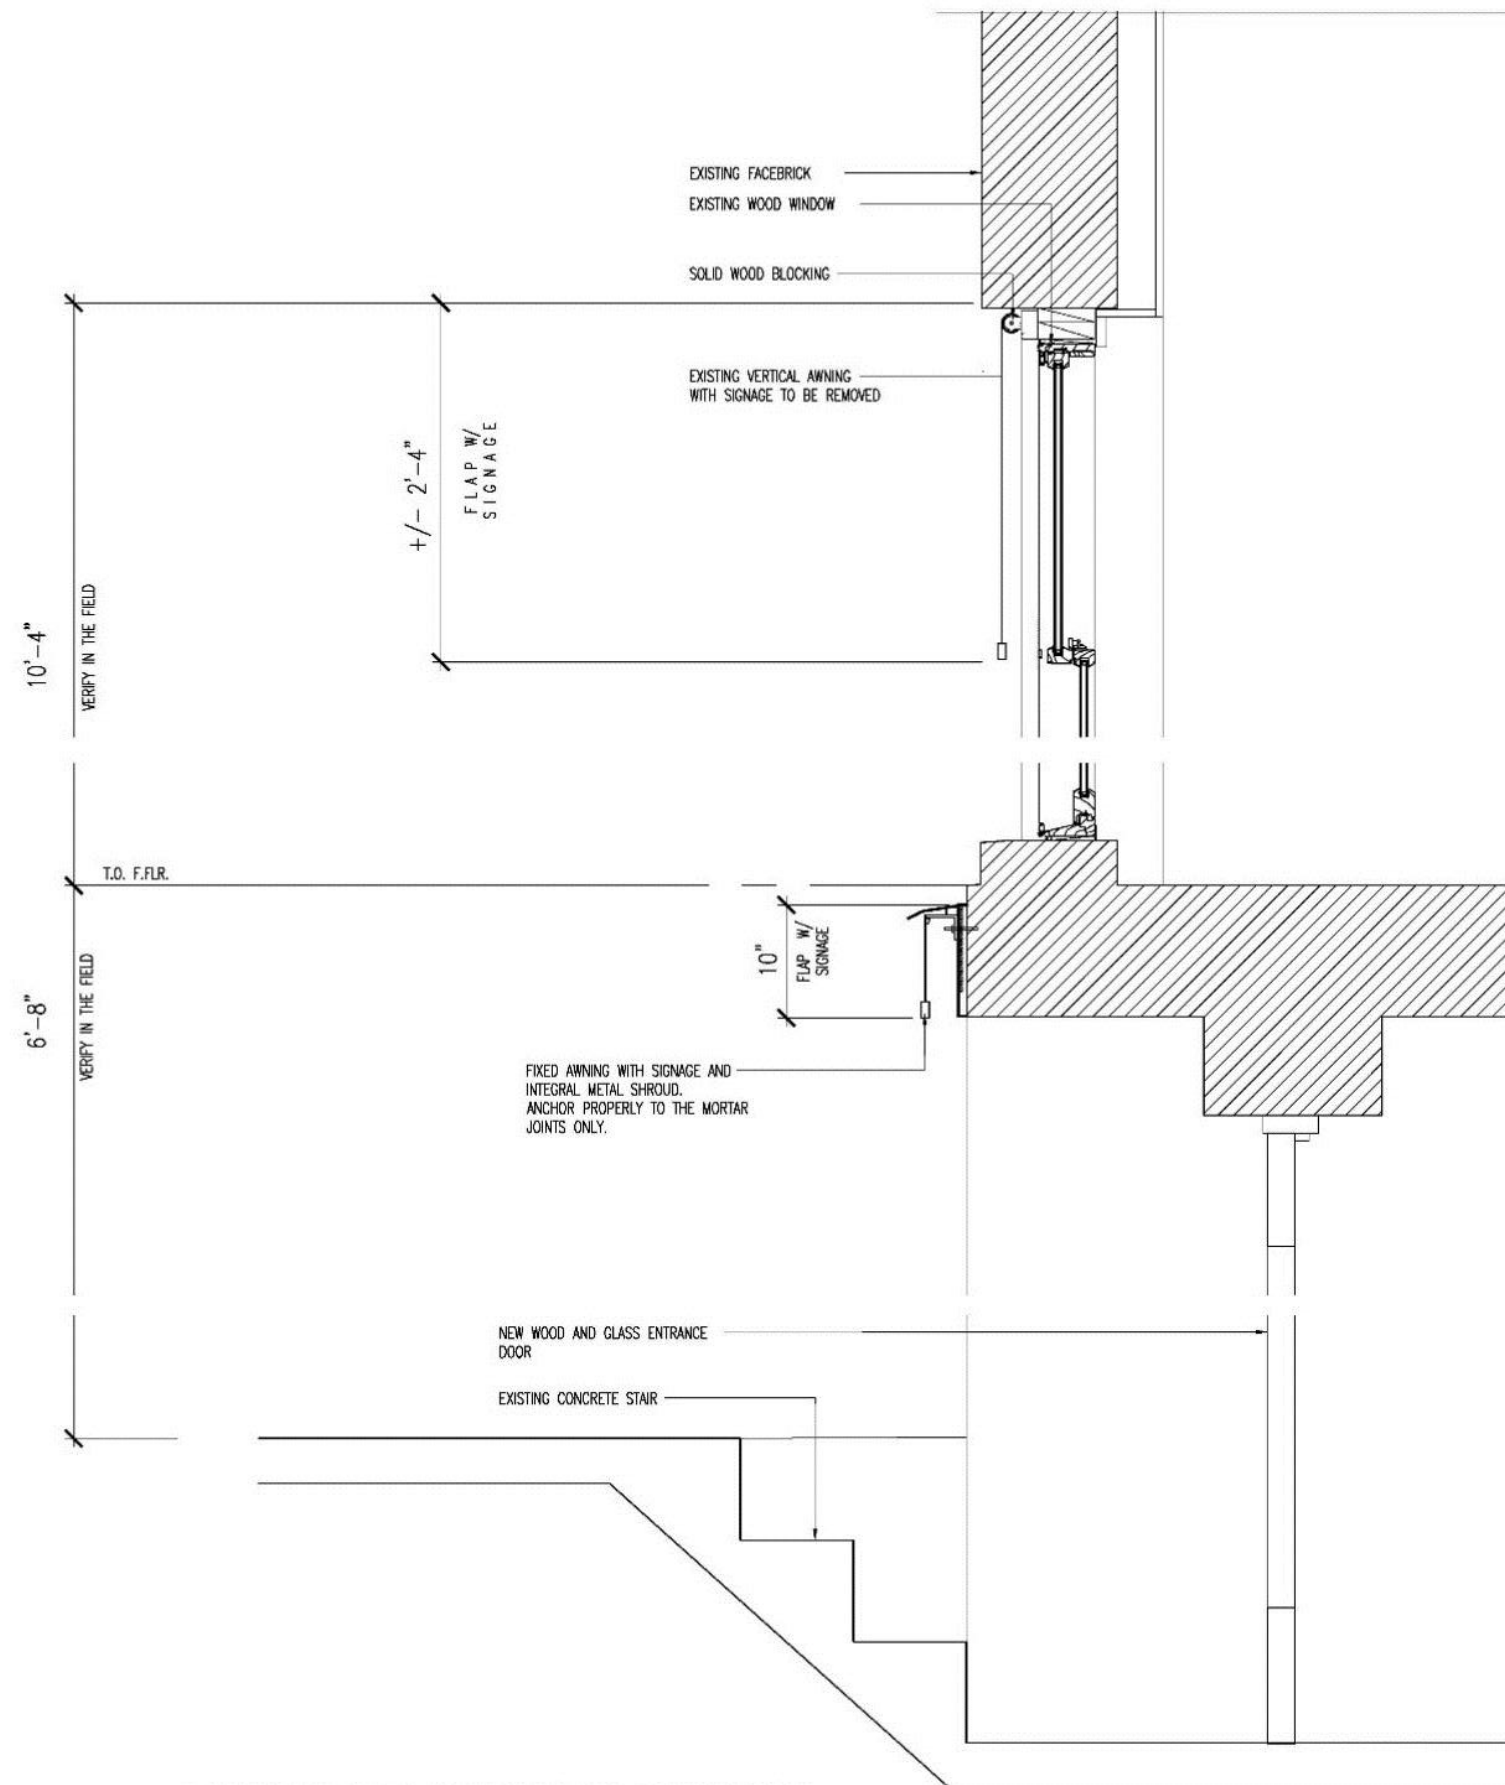 EXISTING FACEBRICK
EXISTING WOOD WINDOW
SOLID WOOD BLOCKING
EXISTING VERTICAL AWNING
WITH SIGNAGE TO BE REMOVED
+/- 2'-4"
FLAP W/
SIGNAGE
10'-4"
VERIFY IN THE FIELD
T.O. F.FLR.
10"
FLAP W/
SIGNAGE
6'-8"
VERIFY IN THE FIELD
FIXED AWNING WITH SIGNAGE AND
INTEGRAL METAL SHROUD.
ANCHOR PROPERLY TO THE MORTAR
JOINTS ONLY.
NEW WOOD AND GLASS ENTRANCE
DOOR
EXISTING CONCRETE STAIR